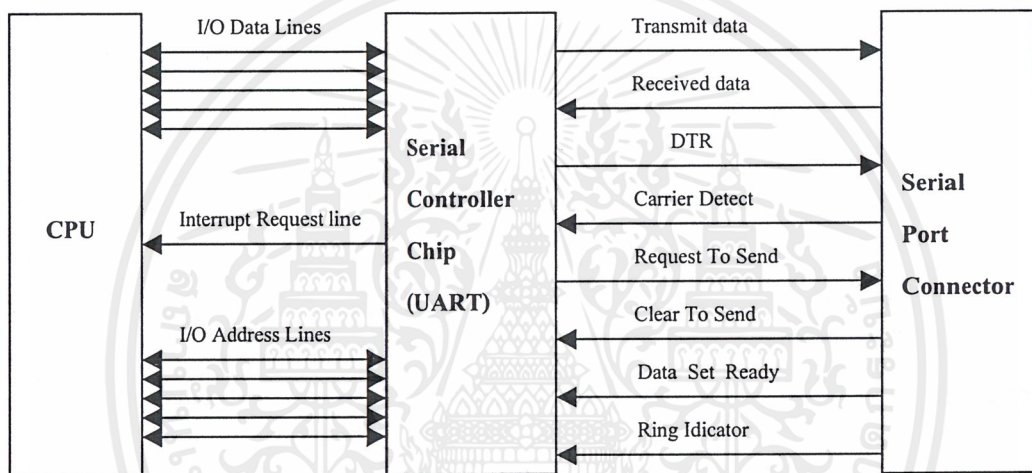 CPU
I/O Data Lines
Interrupt Request line
I/O Address Lines
Serial
Controller
Chip
(UART)
Transmit data
Received data
DTR
Carrier Detect
Request To Send
Clear To Send
Data Set Ready
Ring Idicator
Serial
Port
Connector